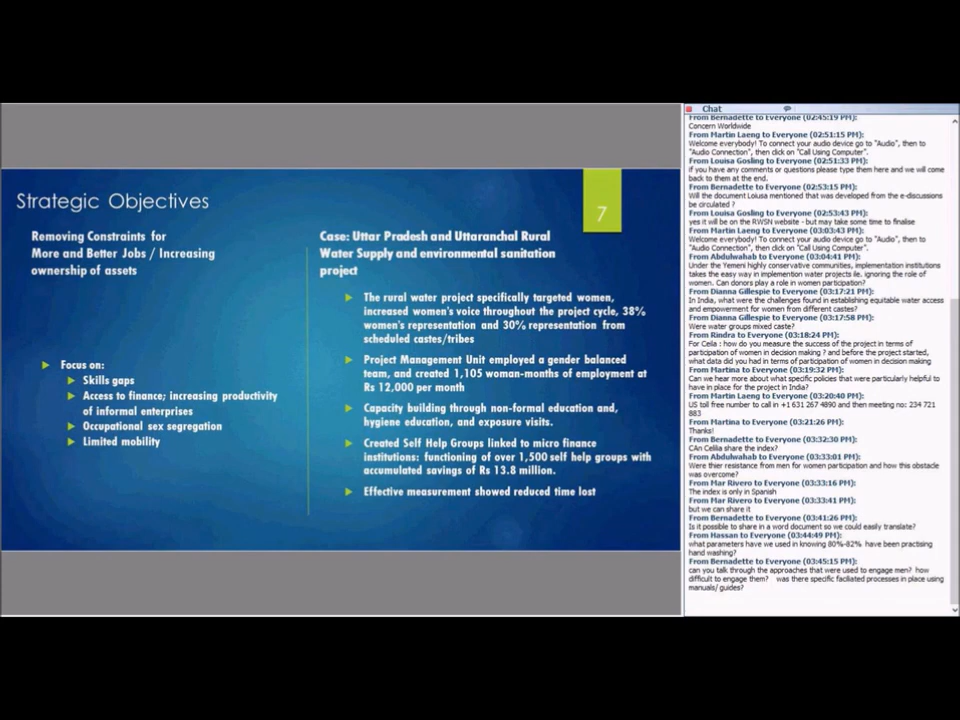 Strategic Objectives
7
Removing Constraints for
More and Better Jobs / Increasing
ownership of assets
Focus on:
Skills gaps
Access to finance; increasing productivity
of informal enterprises
Occupational sex segregation
Limited mobility
Case: Uttar Pradesh and Uttaranchal Rural
Water Supply and environmental sanitation
project
The rural water project specifically targeted women,
increased women's voice throughout the project cycle, 38%
women's representation and 30% representation from
scheduled castes/tribes
Project Management Unit employed a gender balanced
team, and created 1,105 woman-months of employment at
Rs 12,000 per month
Capacity building through non-formal education and,
hygiene education, and exposure visits.
Created Self Help Groups linked to micro finance
institutions: functioning of over 1,500 self help groups with
accumulated savings of Rs 13.8 million.
Effective measurement showed reduced time lost
Chat
From Bernadette to Everyone (02:45:19 PM):
Concern Worldwide
From Martin Laeng to Everyone (02:51:15 PM):
Welcome everybody! To connect your audio device go to "Audio", then to
"Audio Connection", then click on "Call Using Computer".
From Louisa Gosling to Everyone (02:51:33 PM):
if you have any comments or questions please type them here and we will come
back to them at the end.
From Bernadette to Everyone (02:53:15 PM):
Will the document Loiusa mentioned that was developed from the e-discussions
be circulated ?
From Louisa Gosling to Everyone (02:53:43 PM):
yes it will be on the RWSN website - but may take some time to finalise
From Martin Laeng to Everyone (03:03:43 PM):
Welcome everybody! To connect your audio device go to "Audio", then to
"Audio Connection", then click on "Call Using Computer".
From Abdulwahab to Everyone (03:04:41 PM):
Under the Yemeni highly conservative communities, implementation institutions
takes the easy way in implemention water projects i.e. ignoring the role of
women. Can donors play a role in women participation?
From Dianna Gillespie to Everyone (03:17:21 PM):
In India, what were the challenges found in establishing equitable water access
and empowerment for women from different castes?
From Dianna Gillespie to Everyone (03:17:58 PM):
Were water groups mixed caste?
From Rindra to Everyone (03:18:24 PM):
For Celia : how do you measure the success of the project in terms of
participation of women in decision making ? and before the project started,
what data did you had in terms of participation of women in decision making
From Martina to Everyone (03:19:32 PM):
Can we hear more about what specific policies that were particularly helpful to
have in place for the project in India?
From Martin Laeng to Everyone (03:20:40 PM):
US toll free number to call in +1 631 267 4890 and then meeting no: 234 721
883
From Martina to Everyone (03:21:26 PM):
Thanks!
From Bernadette to Everyone (03:32:30 PM):
CAn Celilia share the index?
From Abdulwahab to Everyone (03:33:01 PM):
Were thier resistance from men for women participation and how this obstacle
was overcome?
From Mar Rivero to Everyone (03:33:16 PM):
The index is only in Spanish
From Mar Rivero to Everyone (03:33:41 PM):
but we can share it
From Bernadette to Everyone (03:41:26 PM):
Is it possible to share in a word document so we could easily translate?
From Hassan to Everyone (03:44:49 PM):
what parameters have we used in knowing 80%-82% have been practising
hand washing?
From Bernadette to Everyone (03:45:15 PM):
can you talk through the approaches that were used to engage men? how
difficult to engage them? was there specific faciliated processes in place using
manuals/ guides?